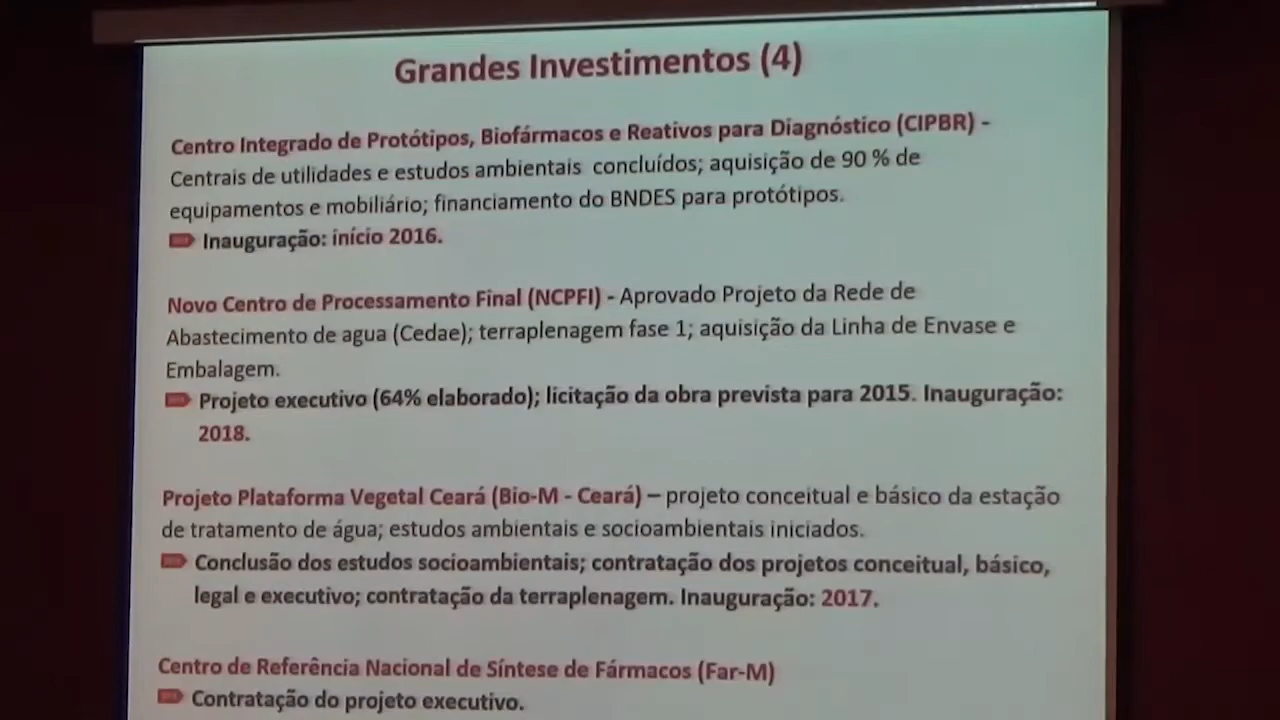 Grandes Investimentos (4)
Centro Integrado de Protótipos, Biofármacos e Reativos para Diagnóstico (CIPBR) -
Centrais de utilidades e estudos ambientais concluídos; aquisição de 90 % de
equipamentos e mobiliário; financiamento do BNDES para protótipos.
Inauguração: início 2016.
Novo Centro de Processamento Final (NCPFI) - Aprovado Projeto da Rede de
Abastecimento de agua (Cedae); terraplenagem fase 1; aquisição da Linha de Envase e
Embalagem.
Projeto executivo (64% elaborado); licitação da obra prevista para 2015. Inauguração:
2018.
Projeto Plataforma Vegetal Ceará (Bio-M - Ceará) – projeto conceitual e básico da estação
de tratamento de água; estudos ambientais e socioambientais iniciados.
Conclusão dos estudos socioambientais; contratação dos projetos conceitual, básico,
legal e executivo; contratação da terraplenagem. Inauguração: 2017.
Centro de Referência Nacional de Síntese de Fármacos (Far-M)
Contratação do projeto executivo.